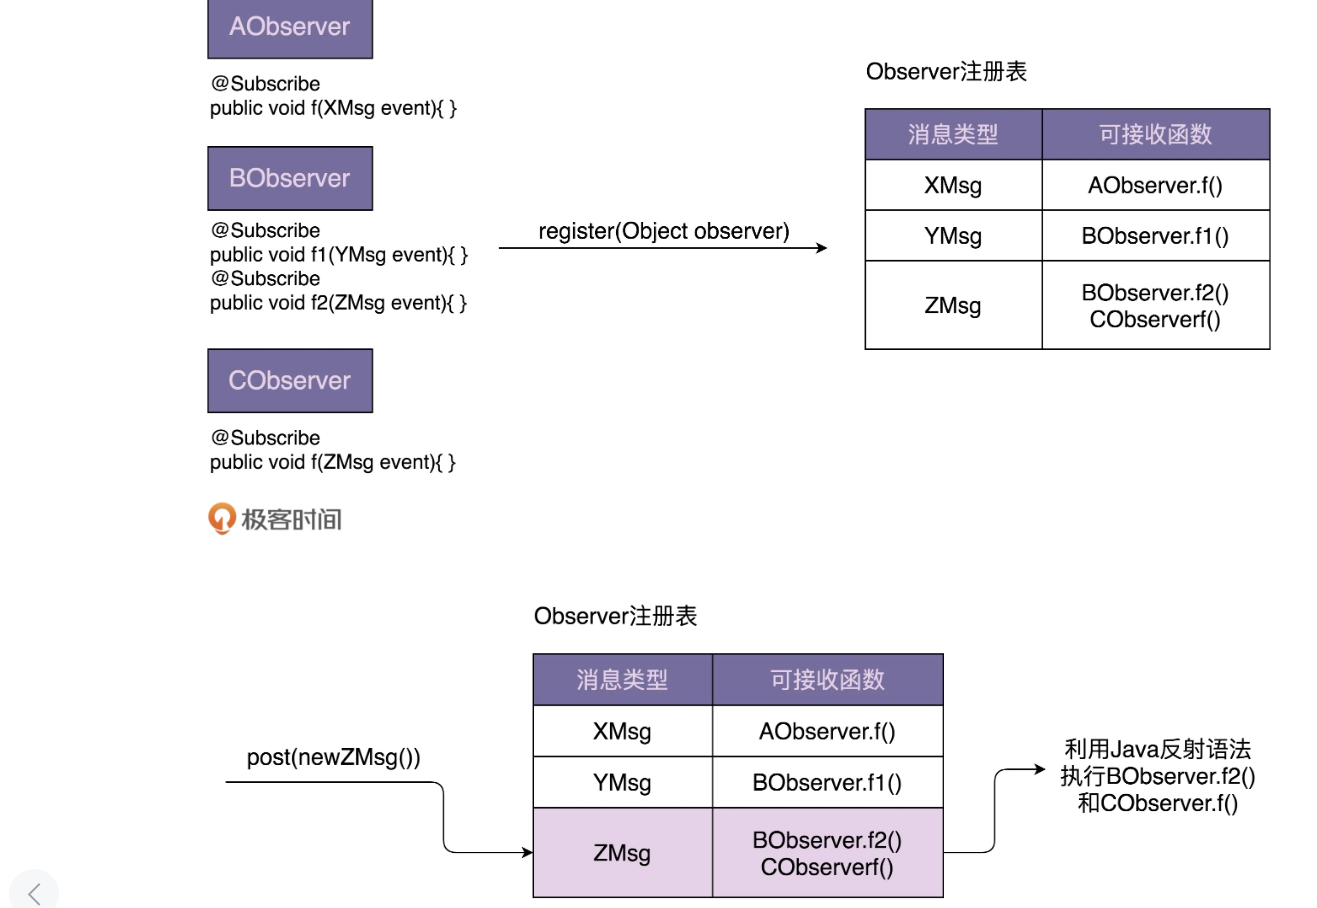 AObserver
@Subscribe
public void f(XMsg event){ }
BObserver
@Subscribe
public void f1(YMsg event){ }
@Subscribe
public void f2(ZMsg event){ }
CObserver
@Subscribe
public void f(ZMsg event){ }
极客时间
register(Object observer)
Observer注册表
消息类型 可接收函数
XMsg AObserver.f()
YMsg BObserver.f1()
ZMsg BObserver.f2()
CObserverf()
post(newZMsg())
Observer注册表
消息类型 可接收函数
XMsg AObserver.f()
YMsg BObserver.f1()
ZMsg BObserver.f2()
CObserverf()
利用Java反射语法
执行BObserver.f2()
和CObserver.f()